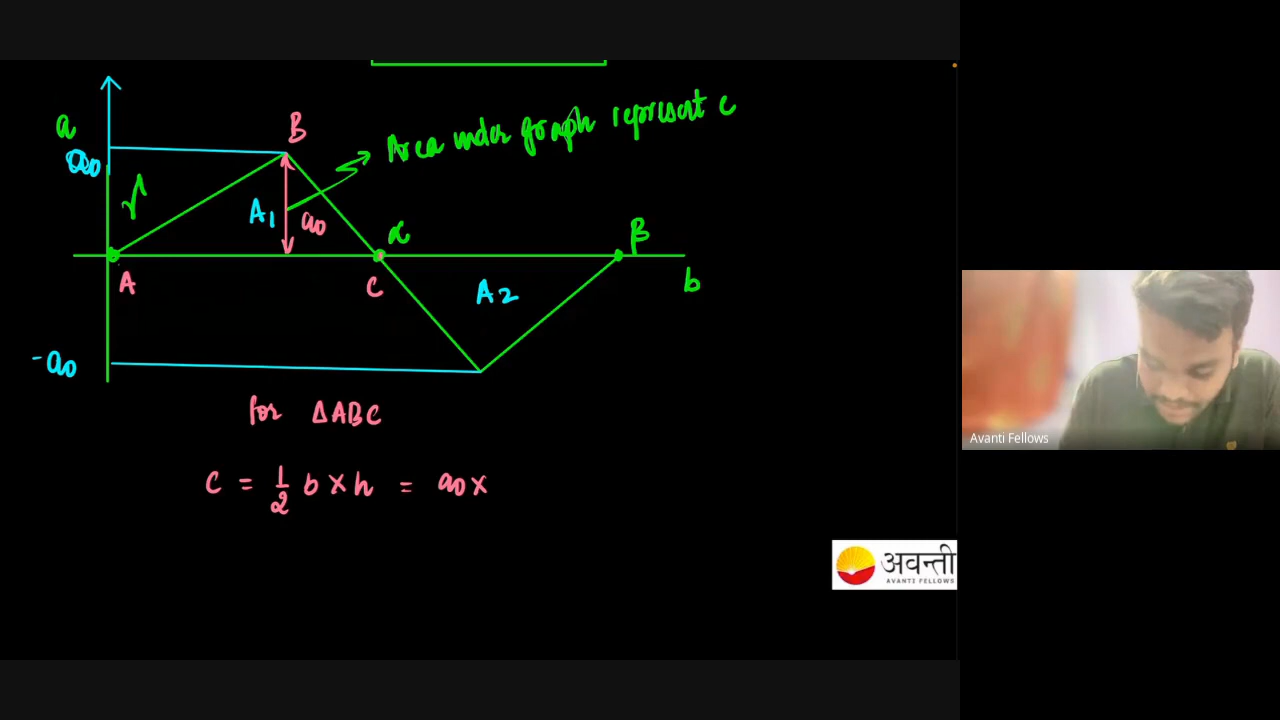 a
B
Area under graph represent c
a₀
A₁
a₀
α
β
A
C
A₂
b
-a₀
for ΔABC
C = 1/2 b × h = a₀ ×
Avanti Fellows
अवन्ती
AVANTI FELLOWS